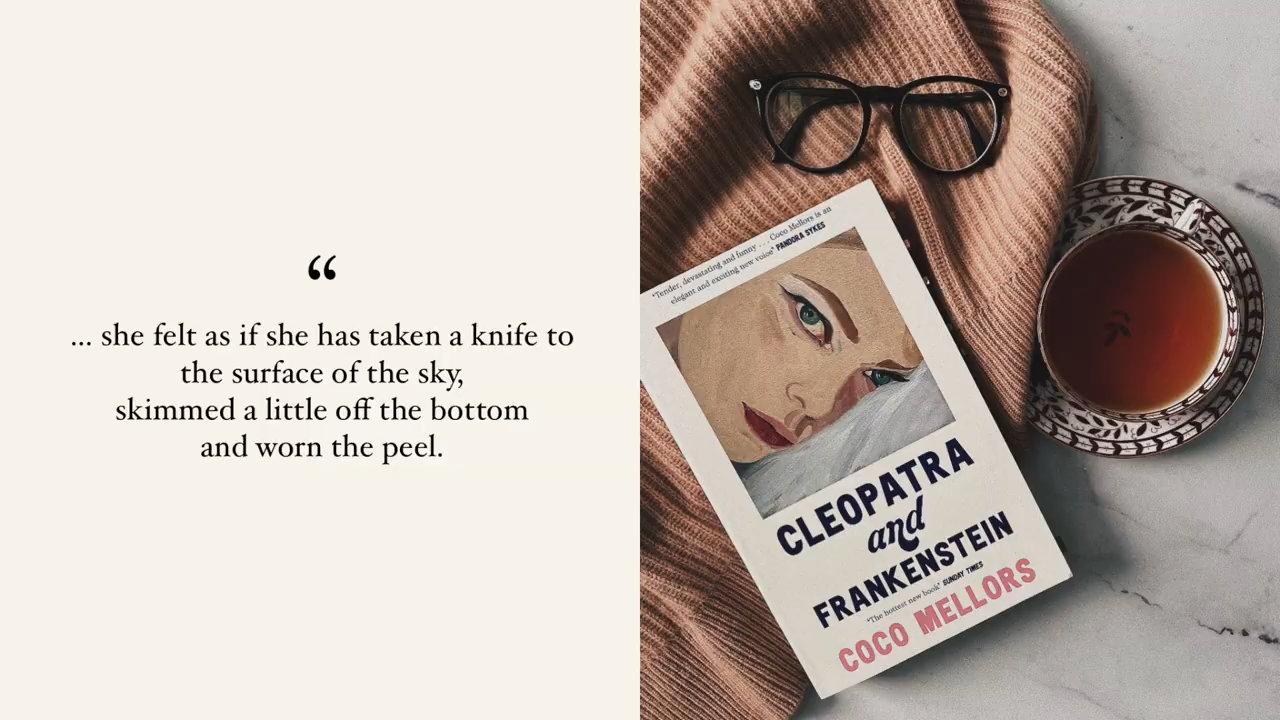 “
... she felt as if she has taken a knife to
the surface of the sky,
skimmed a little off the bottom
and worn the peel.
‘Tender, devastating and funny . . . Coco Mellors is an
elegant and exciting new voice’ PANDORA SYKES
CLEOPATRA
and
FRANKENSTEIN
‘The hottest new book’ SUNDAY TIMES
COCO MELLORS